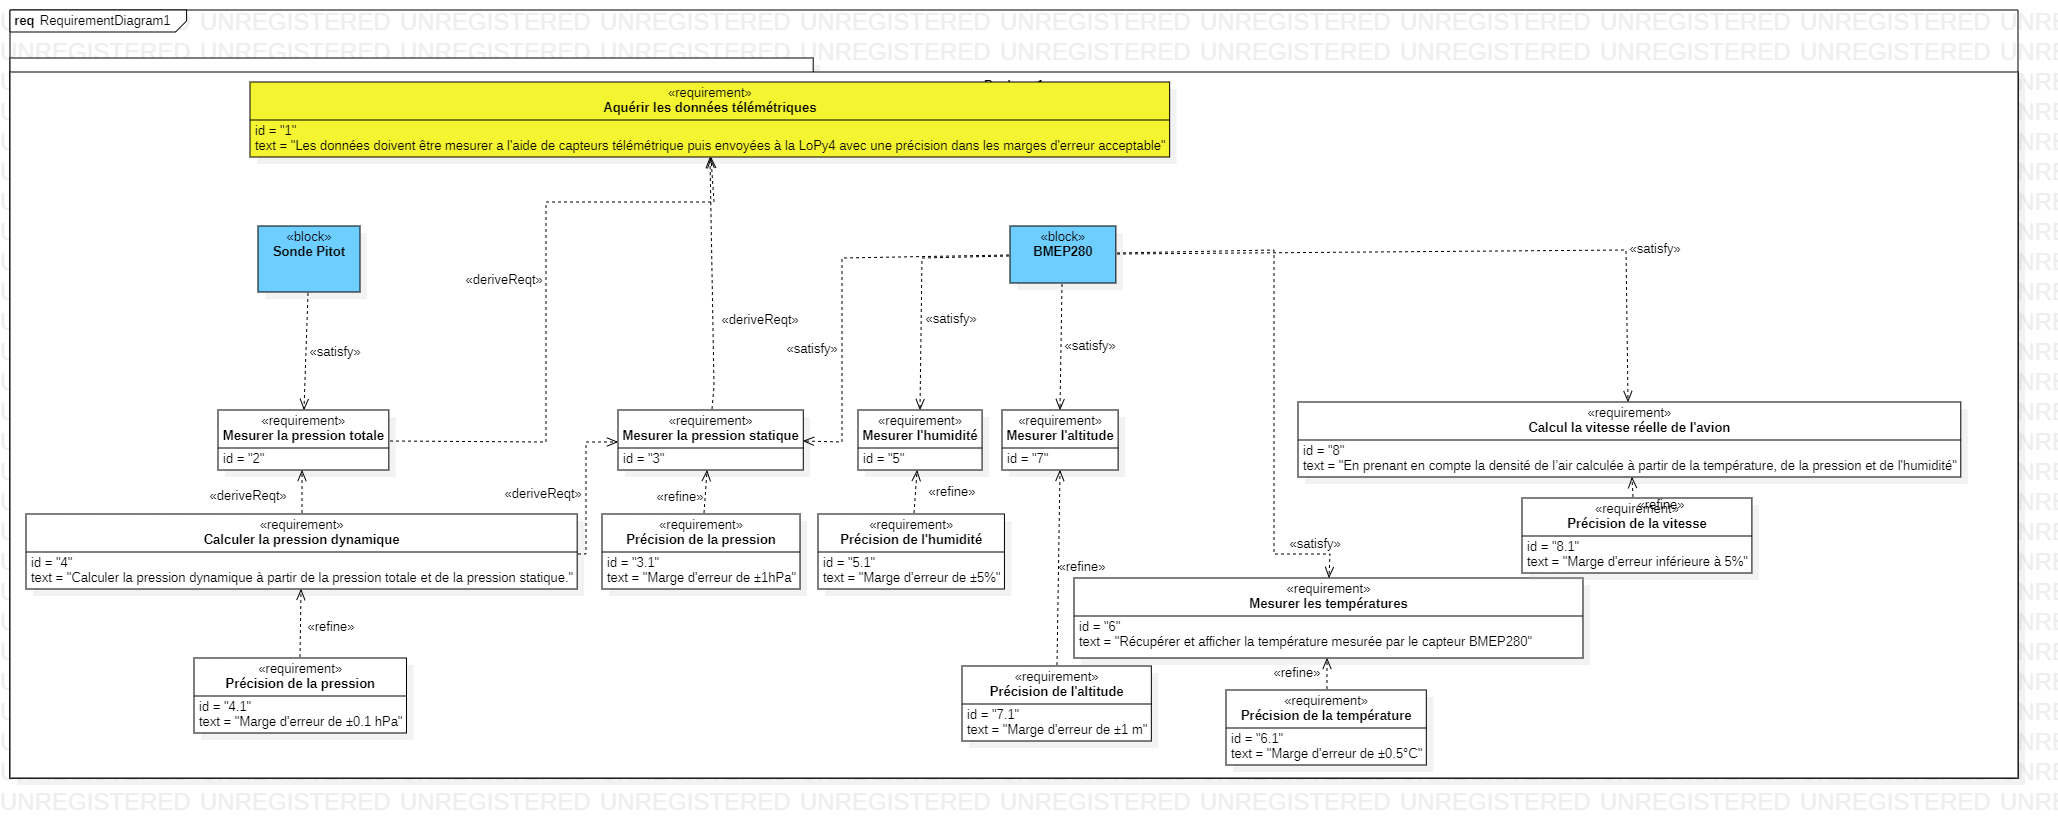 req RequirementDiagram1
UNREGISTERED UNREGISTERED UNREGISTERED UNREGISTERED UNREGISTERED UNREGISTERED UNREGISTERED UNREGISTERED UNREGISTERED UNREGISTERED
«requirement»
Aquérir les données télémétriques
id = "1"
text = "Les données doivent être mesurer a l'aide de capteurs télémétrique puis envoyées à la LoPy4 avec une précision dans les marges d'erreur acceptable"
«block»
Sonde Pitot
«block»
BMEP280
«satisfy»
«deriveReqt»
«deriveReqt»
«satisfy»
«satisfy»
«satisfy»
«satisfy»
«requirement»
Mesurer la pression totale
id = "2"
«requirement»
Mesurer la pression statique
id = "3"
«requirement»
Mesurer l'humidité
id = "5"
«requirement»
Mesurer l'altitude
id = "7"
«requirement»
Calcul la vitesse réelle de l'avion
id = "8"
text = "En prenant en compte la densité de l'air calculée à partir de la température, de la pression et de l'humidité"
«deriveReqt»
«deriveReqt»
«refine»
«refine»
«refine»
«requirement»
Calculer la pression dynamique
id = "4"
text = "Calculer la pression dynamique à partir de la pression totale et de la pression statique."
«requirement»
Précision de la pression
id = "3.1"
text = "Marge d'erreur de ±1hPa"
«requirement»
Précision de l'humidité
id = "5.1"
text = "Marge d'erreur de ±5%"
«requirement»
Précision de la vitesse
id = "8.1"
text = "Marge d'erreur inférieure à 5%"
«satisfy»
«refine»
«requirement»
Mesurer les températures
id = "6"
text = "Récupérer et afficher la température mesurée par le capteur BMEP280"
«refine»
«refine»
«requirement»
Précision de la pression
id = "4.1"
text = "Marge d'erreur de ±0.1 hPa"
«requirement»
Précision de l'altitude
id = "7.1"
text = "Marge d'erreur de ±1 m"
«requirement»
Précision de la température
id = "6.1"
text = "Marge d'erreur de ±0.5°C"
UNREGISTERED UNREGISTERED UNREGISTERED UNREGISTERED UNREGISTERED UNREGISTERED UNREGISTERED UNREGISTERED UNREGISTERED UNREGISTERED